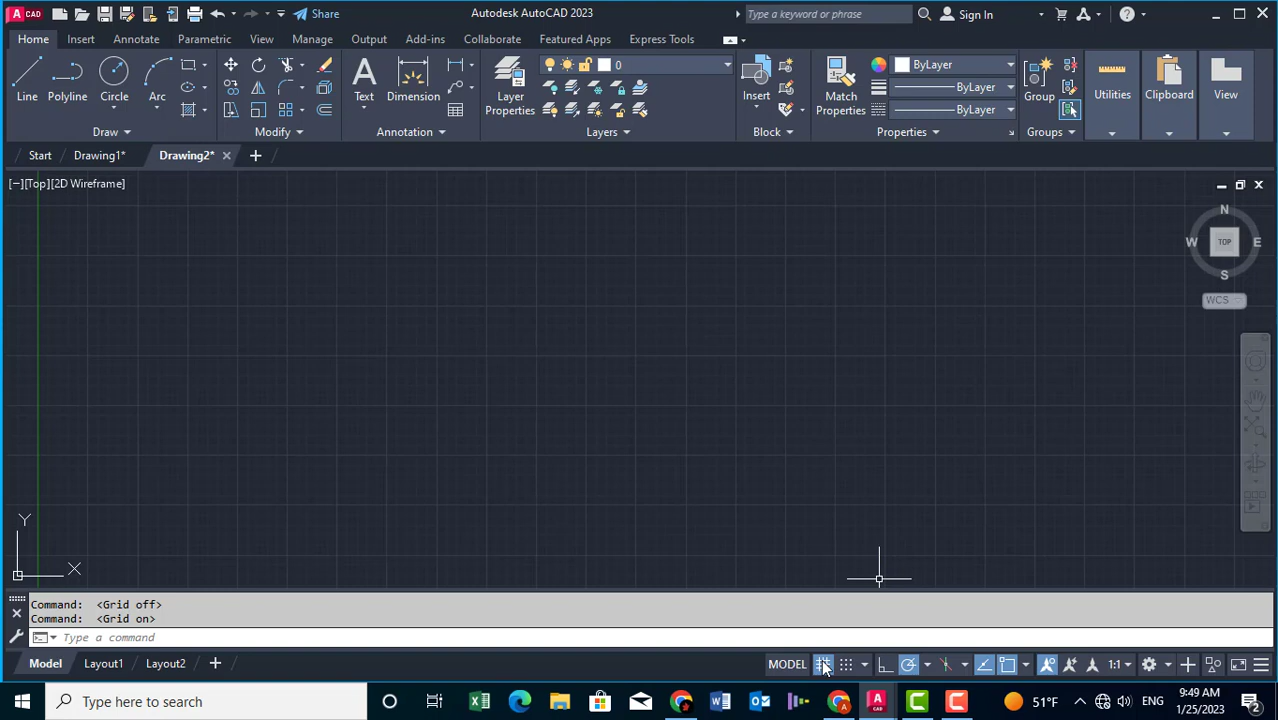 CAD
Share
Autodesk AutoCAD 2023
Type a keyword or phrase
Sign In
Home Insert Annotate Parametric View Manage Output Add-ins Collaborate Featured Apps Express Tools
Line Polyline Circle Arc
Text Dimension
Layer Properties
0
Insert
Match Properties
ByLayer
ByLayer
ByLayer
Group
Utilities
Clipboard
View
Draw Modify Annotation Layers Block Properties Groups
Start Drawing1* Drawing2*
[−][Top][2D Wireframe]
N
W TOP E
S
WCS
Y
X
Command: <Grid off>
Command: <Grid on>
Type a command
Model Layout1 Layout2
MODEL
1:1
Type here to search
51°F
ENG
9:49 AM
1/25/2023
2